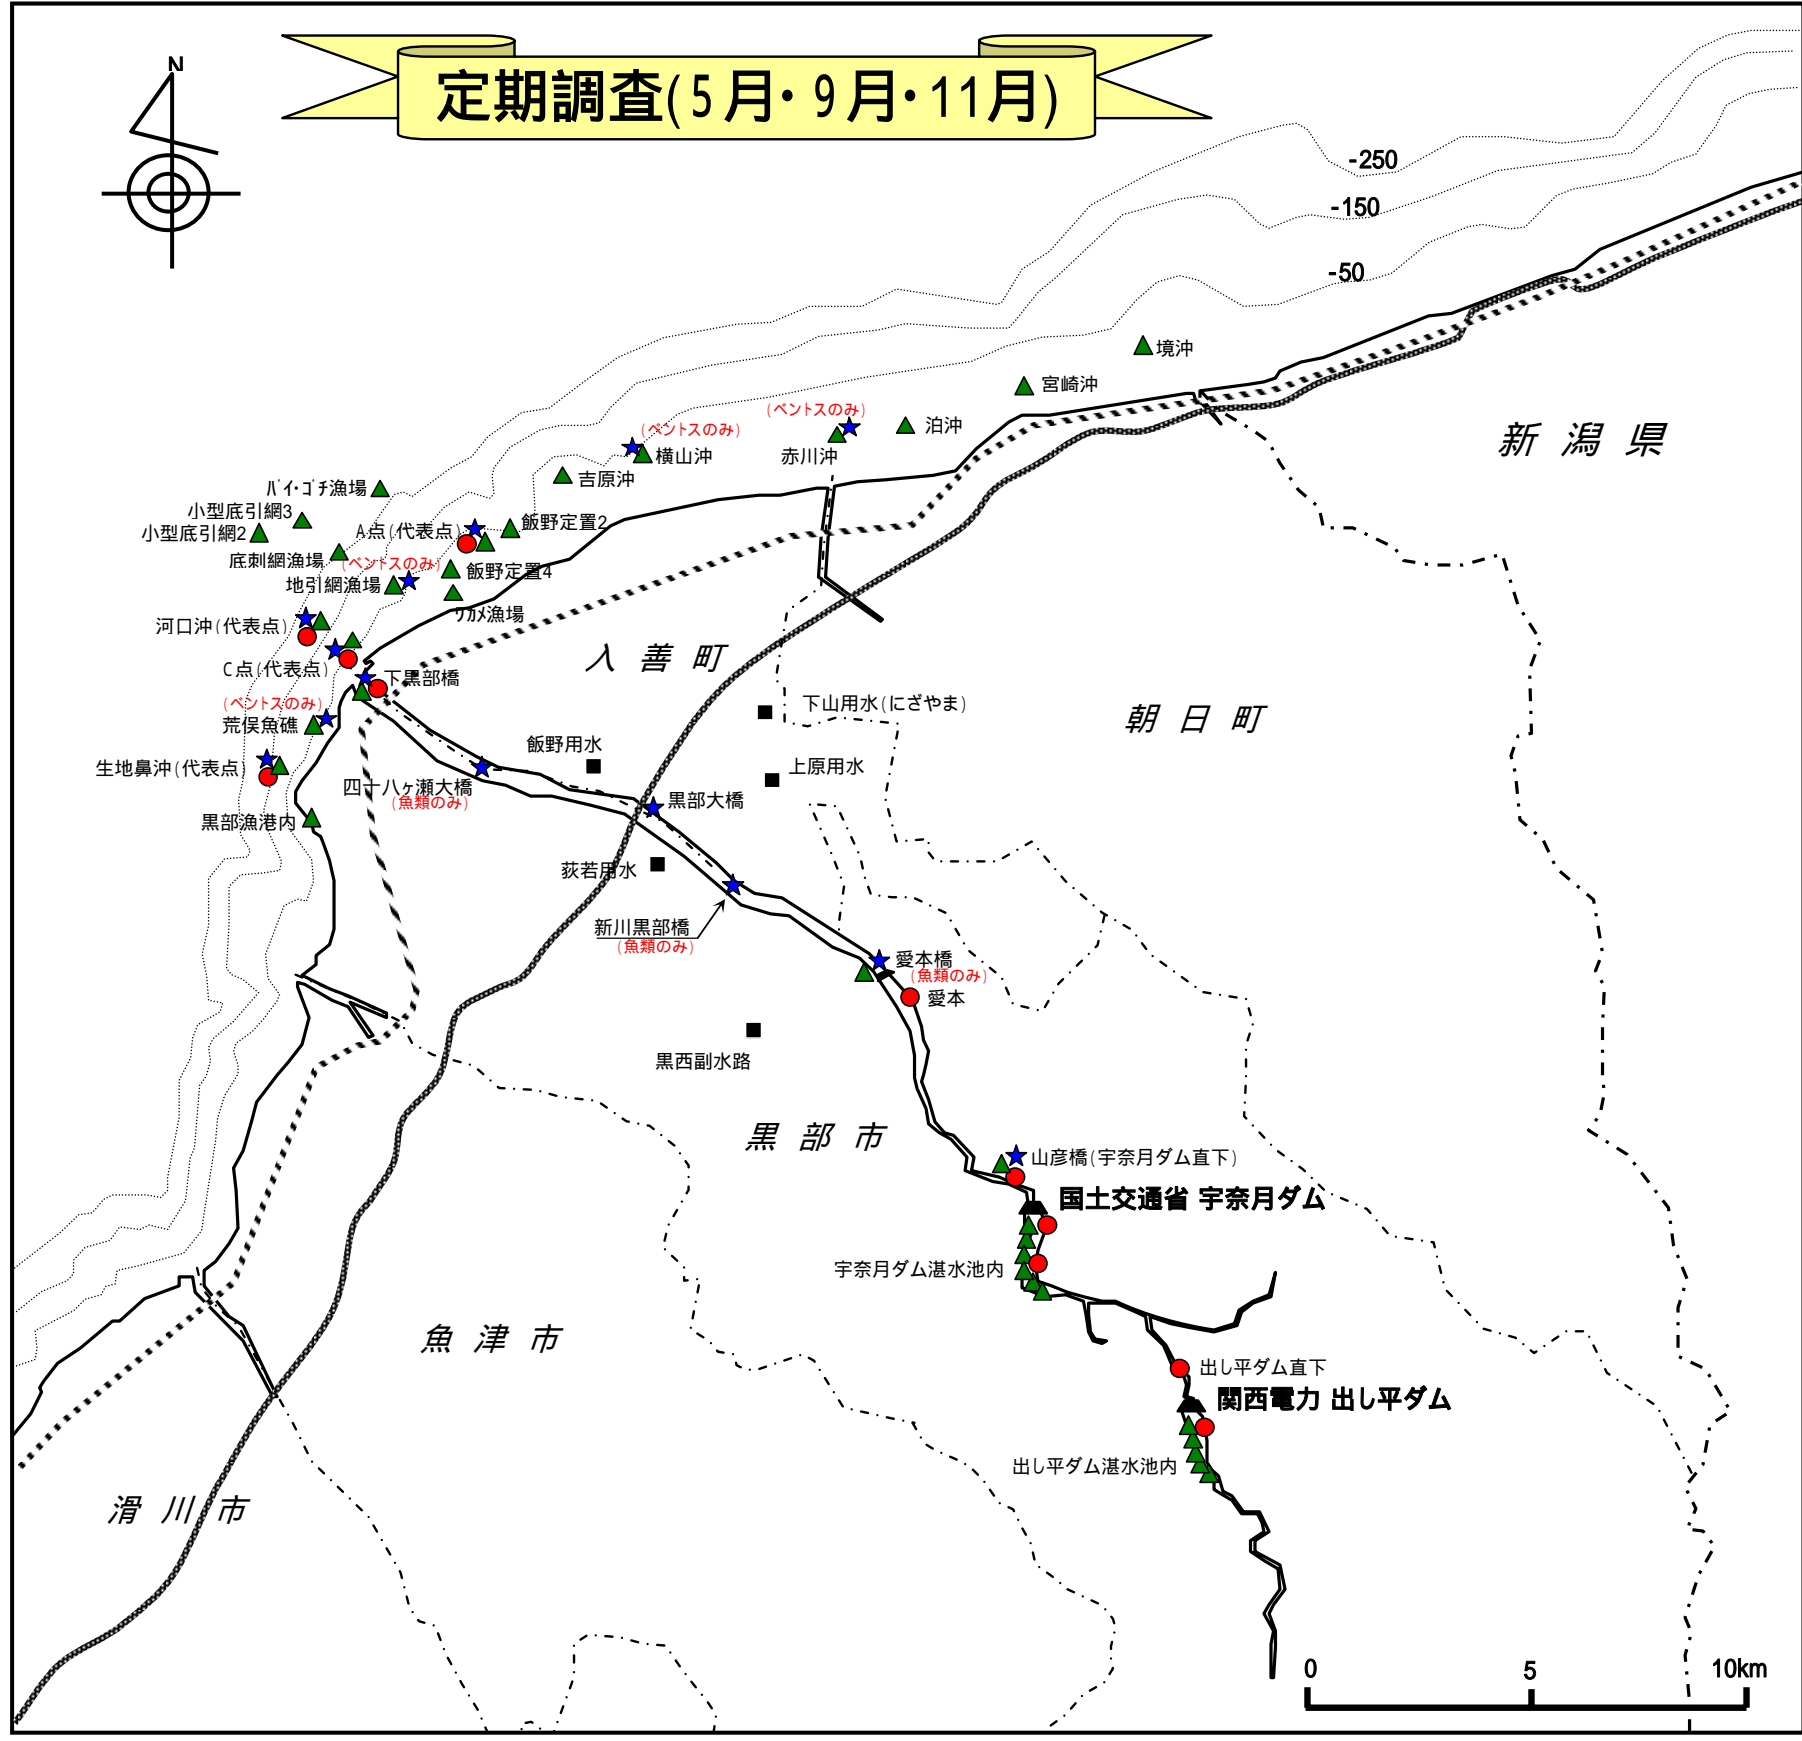 定期調査(5月・9月・11月)
N
-250
-150
-50
境沖
宮崎沖
(ベントスのみ)
泊沖
赤川沖
新潟県
(ベントスのみ)
横山沖
吉原沖
バイ・ゴチ漁場
小型底引網3
小型底引網2
A点(代表点)
飯野定置2
底刺網漁場
(ベントスのみ)
地引網漁場
飯野定置4
ワカメ漁場
河口沖(代表点)
C点(代表点)
下黒部橋
入善町
(ベントスのみ)
荒俣魚礁
下山用水(にざやま)
朝日町
飯野用水
生地鼻沖(代表点)
上原用水
四十八ヶ瀬大橋
(魚類のみ)
黒部大橋
黒部漁港内
荻若用水
新川黒部橋
(魚類のみ)
愛本橋
(魚類のみ)
愛本
黒西副水路
黒部市
山彦橋(宇奈月ダム直下)
国土交通省 宇奈月ダム
宇奈月ダム湛水池内
魚津市
出し平ダム直下
関西電力 出し平ダム
出し平ダム湛水池内
滑川市
0 5 10km